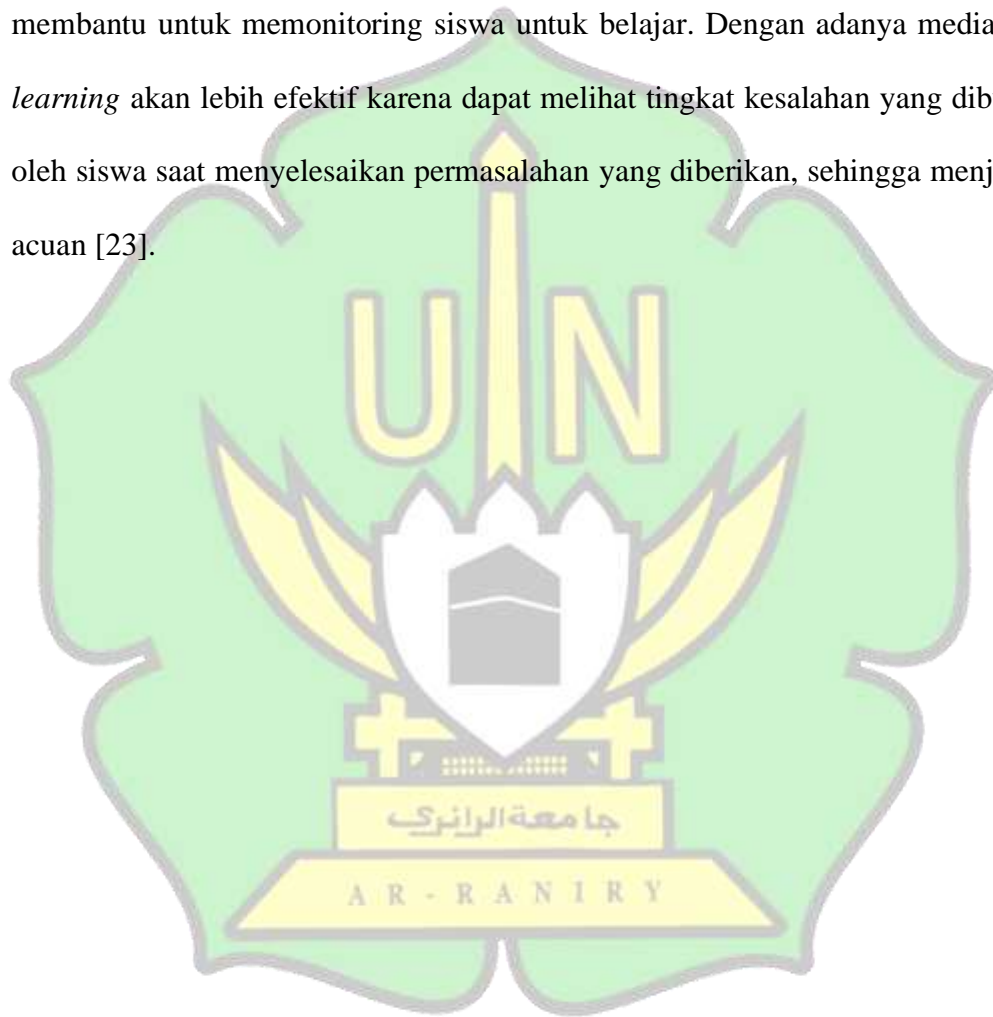 membantu untuk memonitoring siswa untuk belajar. Dengan adanya media
learning akan lebih efektif karena dapat melihat tingkat kesalahan yang dib
oleh siswa saat menyelesaikan permasalahan yang diberikan, sehingga menj
acuan [23].
UIN
جامعة الرانري
AR-RANIRY